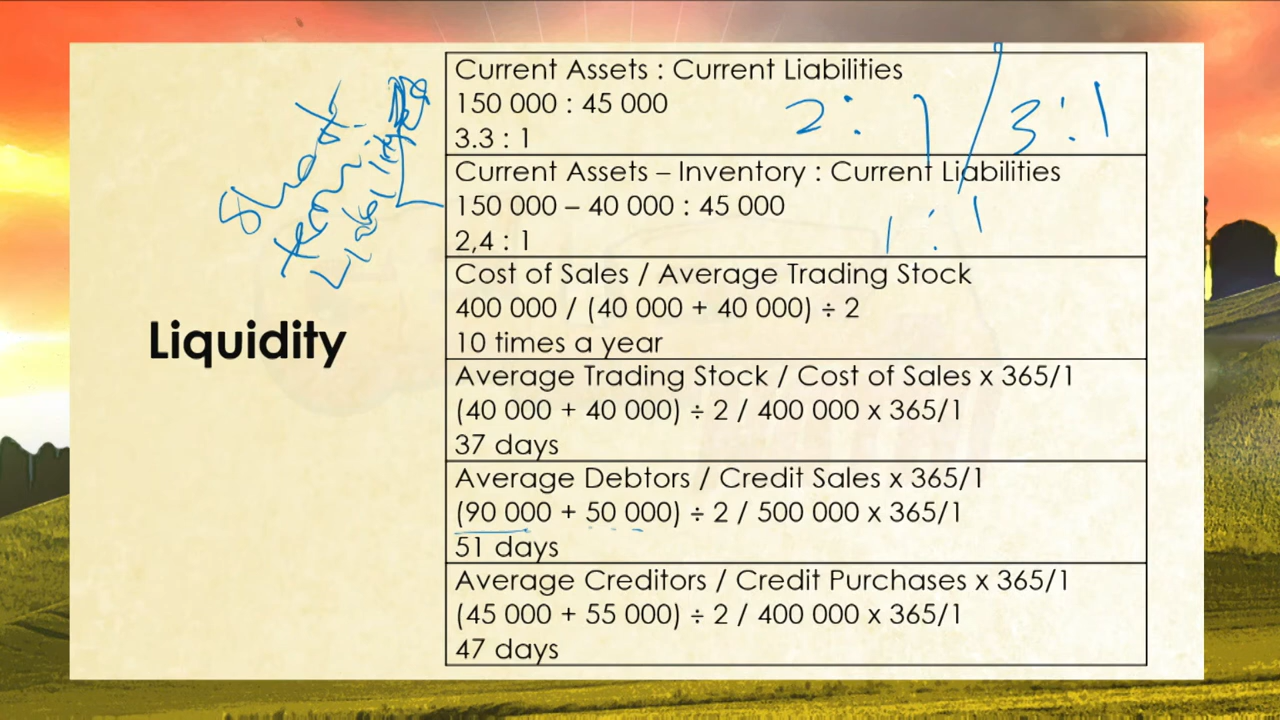 Short
term
Liabilities
Liquidity
Current Assets : Current Liabilities
150 000 : 45 000
3.3 : 1
2 : 1 / 3 : 1
Current Assets – Inventory : Current Liabilities
150 000 – 40 000 : 45 000
2,4 : 1
1 : 1
Cost of Sales / Average Trading Stock
400 000 / (40 000 + 40 000) ÷ 2
10 times a year
Average Trading Stock / Cost of Sales x 365/1
(40 000 + 40 000) ÷ 2 / 400 000 x 365/1
37 days
Average Debtors / Credit Sales x 365/1
(90 000 + 50 000) ÷ 2 / 500 000 x 365/1
51 days
Average Creditors / Credit Purchases x 365/1
(45 000 + 55 000) ÷ 2 / 400 000 x 365/1
47 days